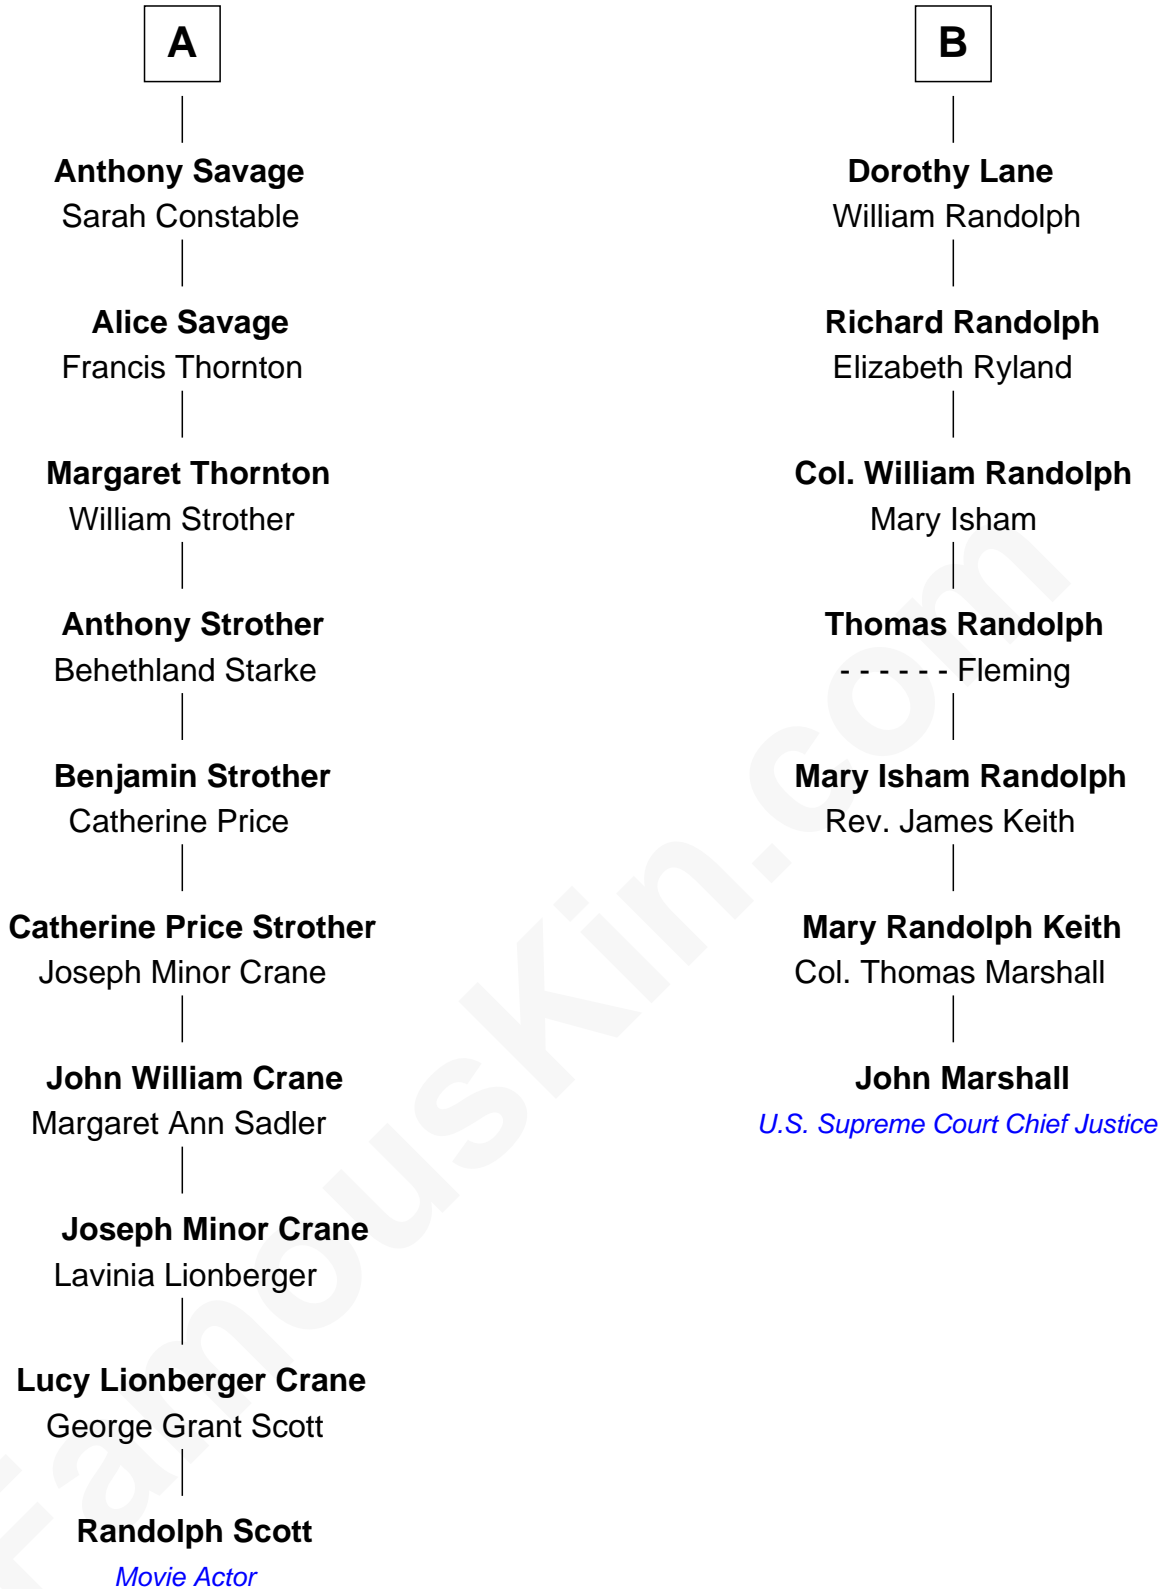 A
Anthony Savage
Sarah Constable
Alice Savage
Francis Thornton
Margaret Thornton
William Strother
Anthony Strother
Behethland Starke
Benjamin Strother
Catherine Price
Catherine Price Strother
Joseph Minor Crane
John William Crane
Margaret Ann Sadler
Joseph Minor Crane
Lavinia Lionberger
Lucy Lionberger Crane
George Grant Scott
Randolph Scott
Movie Actor
B
Dorothy Lane
William Randolph
Richard Randolph
Elizabeth Ryland
Col. William Randolph
Mary Isham
Thomas Randolph
- - - - - - Fleming
Mary Isham Randolph
Rev. James Keith
Mary Randolph Keith
Col. Thomas Marshall
John Marshall
U.S. Supreme Court Chief Justice
FamousKin.com